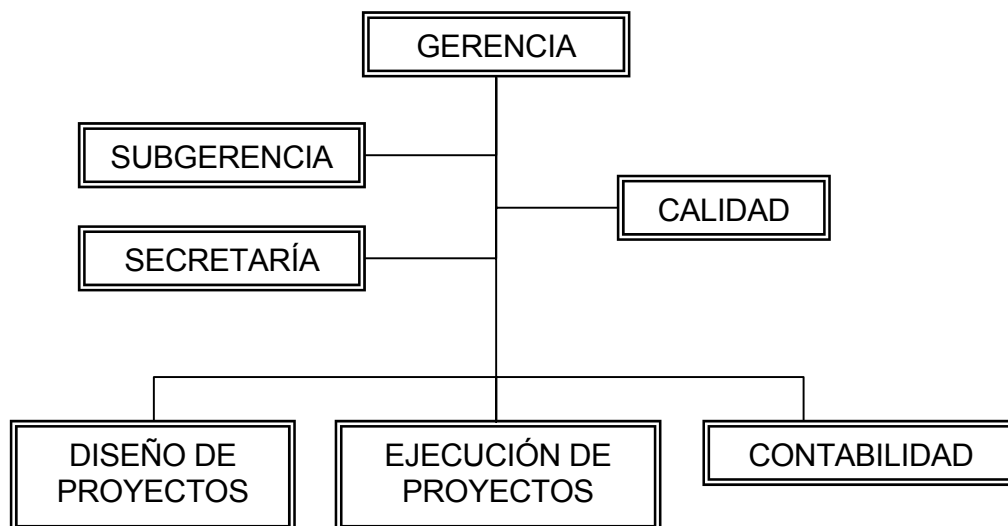 GERENCIA
SUBGERENCIA
CALIDAD
SECRETARÍA
DISEÑO DE
PROYECTOS
EJECUCIÓN DE
PROYECTOS
CONTABILIDAD